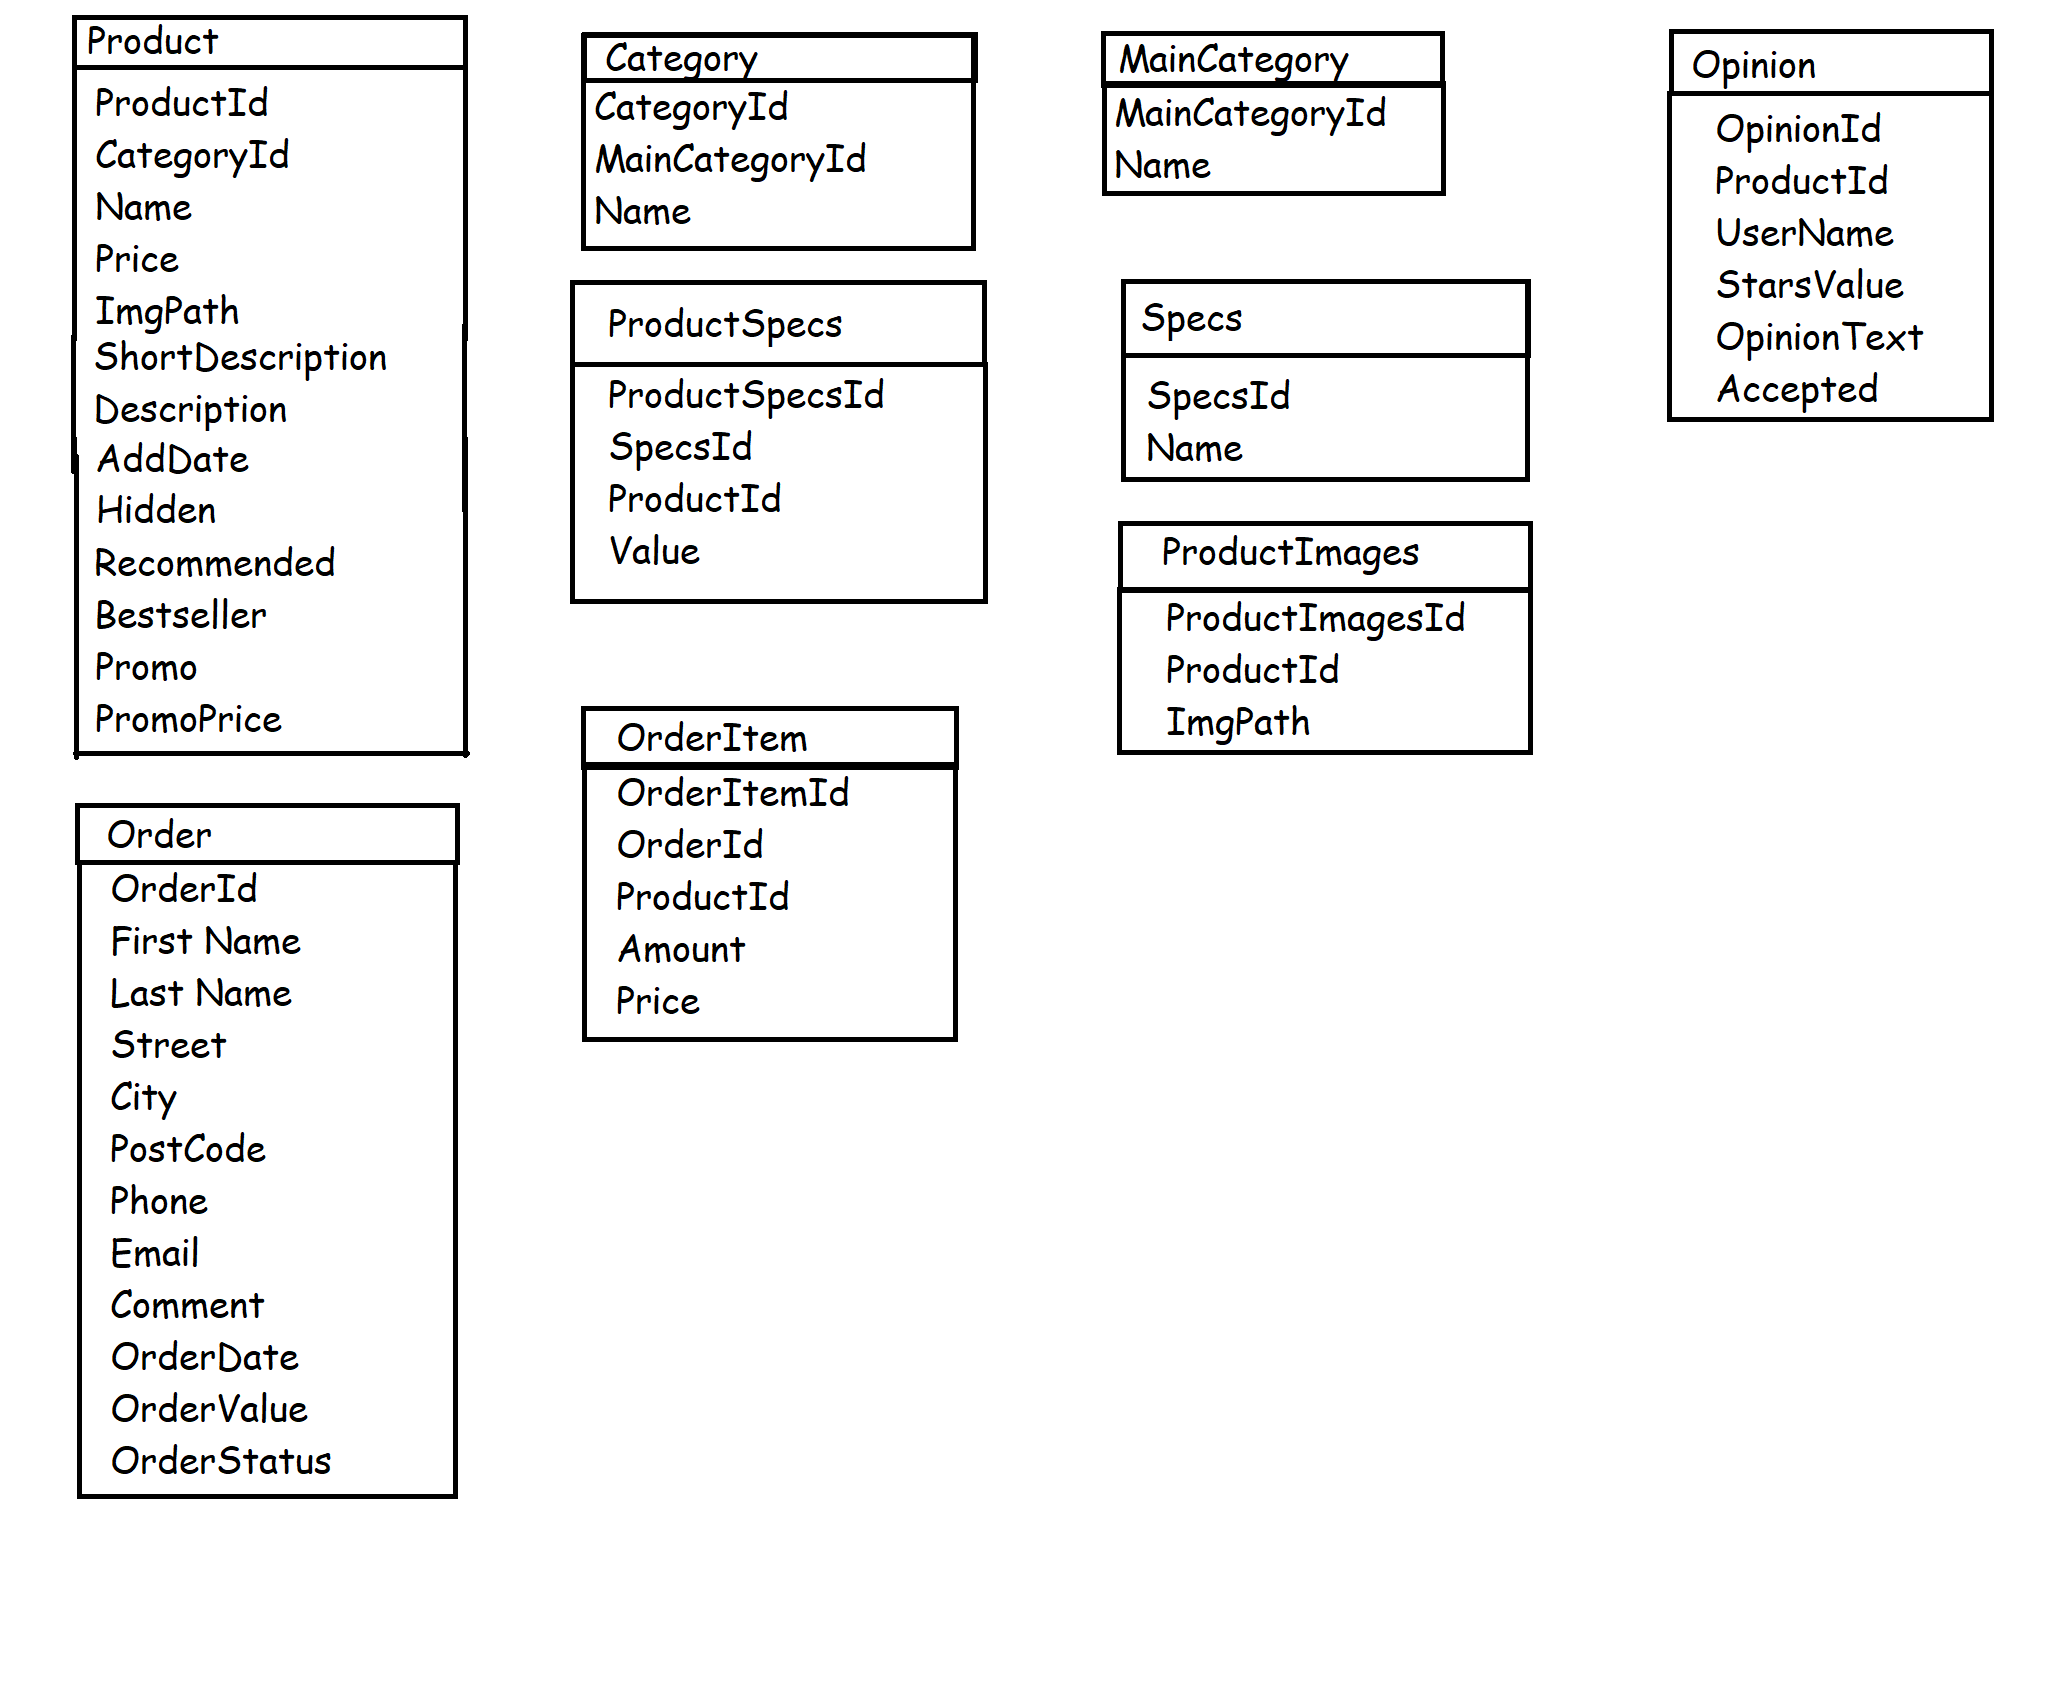 Product
ProductId
CategoryId
Name
Price
ImgPath
ShortDescription
Description
AddDate
Hidden
Recommended
Bestseller
Promo
PromoPrice
Category
CategoryId
MainCategoryId
Name
MainCategory
MainCategoryId
Name
Opinion
OpinionId
ProductId
UserName
StarsValue
OpinionText
Accepted
ProductSpecs
ProductSpecsId
SpecsId
ProductId
Value
Specs
SpecsId
Name
ProductImages
ProductImagesId
ProductId
ImgPath
Order
OrderId
First Name
Last Name
Street
City
PostCode
Phone
Email
Comment
OrderDate
OrderValue
OrderStatus
OrderItem
OrderItemId
OrderId
ProductId
Amount
Price